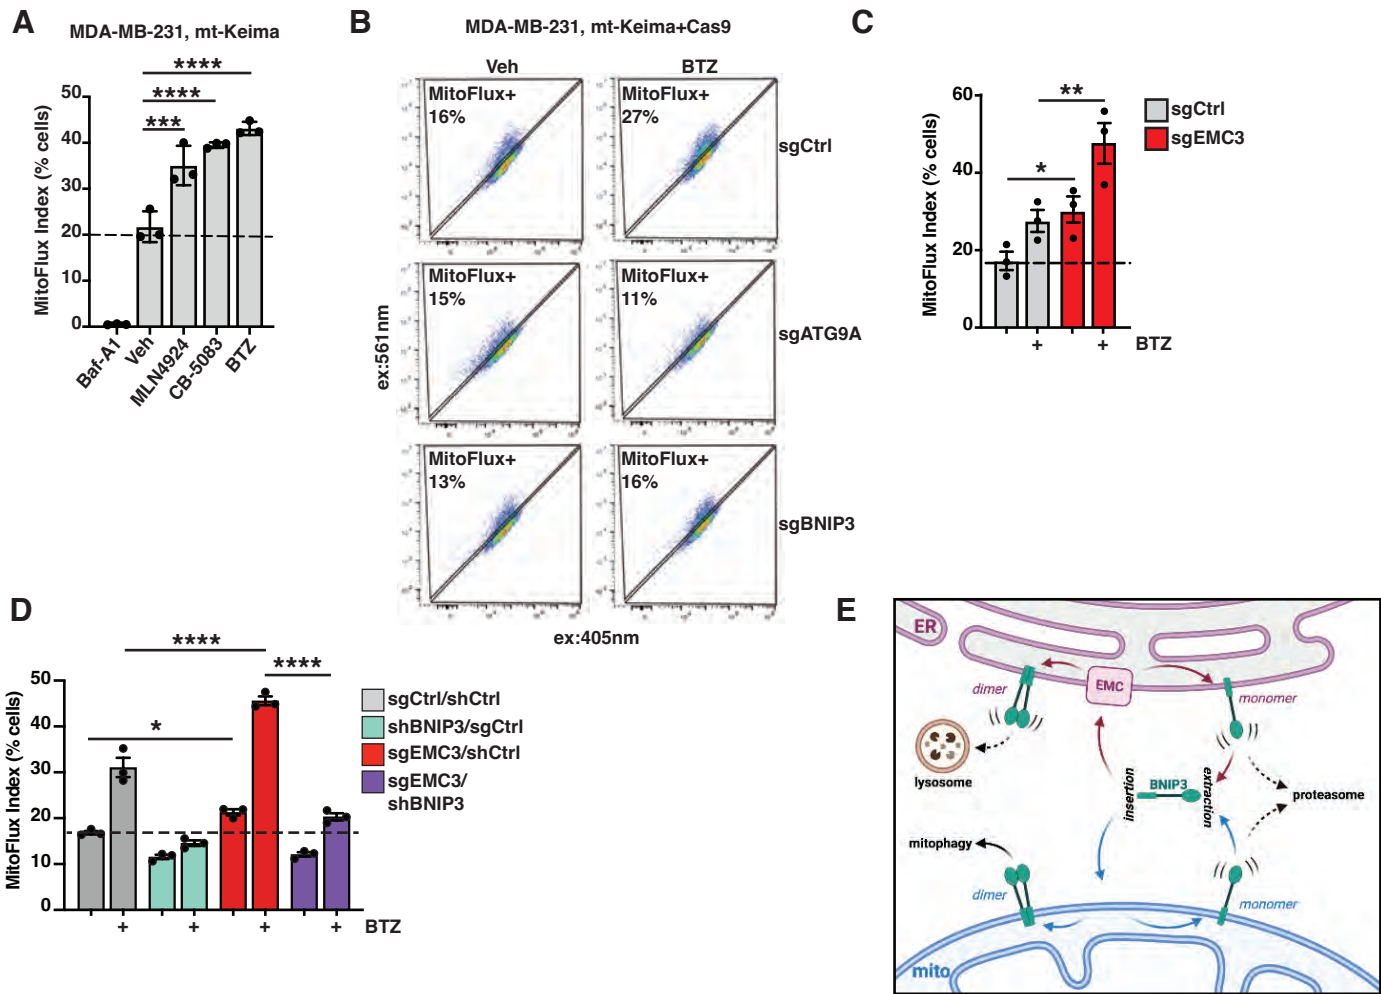 A
MDA-MB-231, mt-Keima
****
****
***
MitoFlux Index (% cells)
50
40
30
20
10
0
Baf-A1
Veh
MLN4924
CB-5083
BTZ
B
MDA-MB-231, mt-Keima+Cas9
Veh
BTZ
MitoFlux+
16%
MitoFlux+
27%
sgCtrl
MitoFlux+
15%
MitoFlux+
11%
sgATG9A
MitoFlux+
13%
MitoFlux+
16%
sgBNIP3
ex:561nm
ex:405nm
C
MitoFlux Index (% cells)
60
40
20
0
**
*
sgCtrl
sgEMC3
+
+
BTZ
D
MitoFlux Index (% cells)
50
40
30
20
10
0
****
****
*
sgCtrl/shCtrl
shBNIP3/sgCtrl
sgEMC3/shCtrl
sgEMC3/
shBNIP3
+
+
+
+
BTZ
E
ER
EMC
dimer
monomer
lysosome
insertion
BNIP3
extraction
proteasome
mitophagy
dimer
monomer
mito